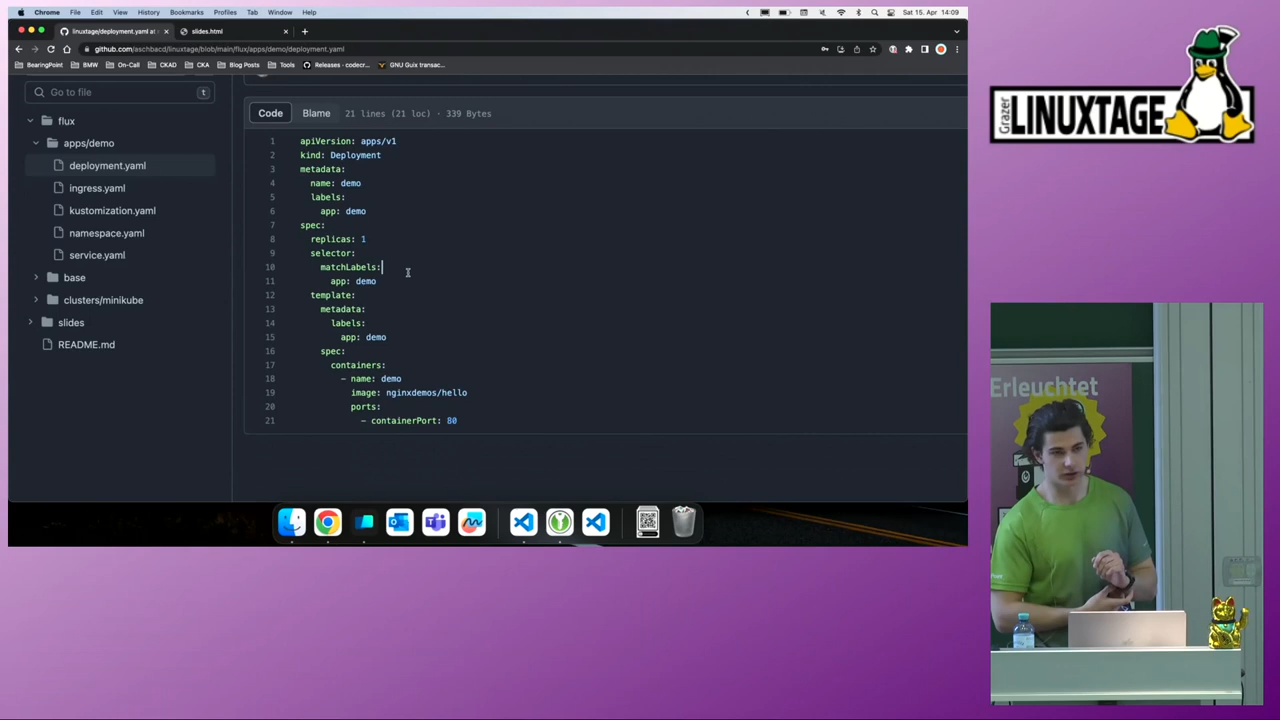 Chrome File Edit View History Bookmarks Profiles Tab Window Help
Sat 15. Apr 14:09
linuxtage/deployment.yaml at
slides.html
github.com/aschbacd/linuxtage/blob/main/flux/apps/demo/deployment.yaml
BearingPoint BMW On-Call CKAD CKA Blog Posts Tools Releases · codecr... GNU Guix transac...
Go to file t
flux
apps/demo
deployment.yaml
ingress.yaml
kustomization.yaml
namespace.yaml
service.yaml
base
clusters/minikube
slides
README.md
Code Blame 21 lines (21 loc) · 339 Bytes
1 apiVersion: apps/v1
2 kind: Deployment
3 metadata:
4 name: demo
5 labels:
6 app: demo
7 spec:
8 replicas: 1
9 selector:
10 matchLabels:
11 app: demo
12 template:
13 metadata:
14 labels:
15 app: demo
16 spec:
17 containers:
18 - name: demo
19 image: nginxdemos/hello
20 ports:
21 - containerPort: 80
Grazer
LINUXTAGE
Erleuchtet